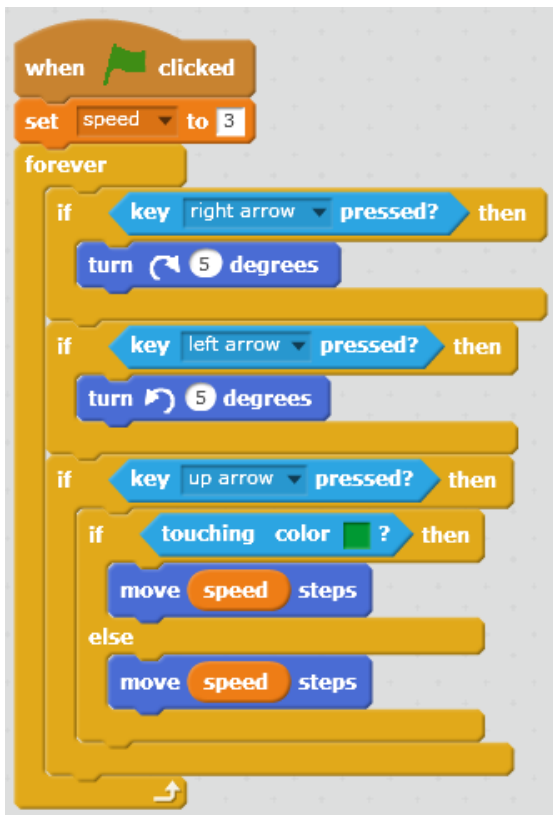 when clicked
set speed to 3
forever
if key right arrow pressed? then
turn 5 degrees
if key left arrow pressed? then
turn 5 degrees
if key up arrow pressed? then
if touching color ? then
move speed steps
else
move speed steps